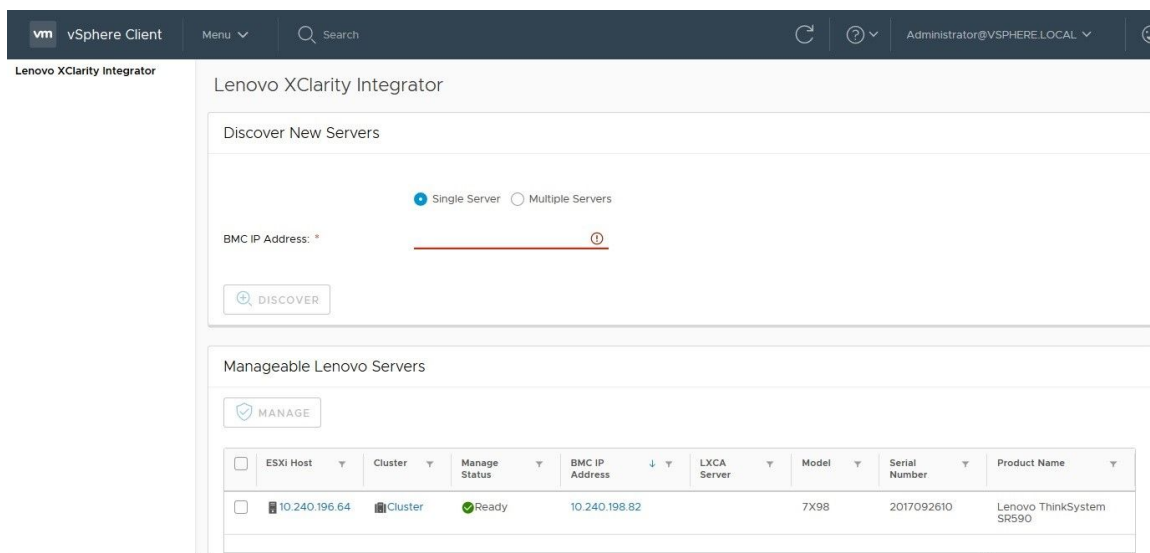 vm vSphere Client Menu Search Administrator@VSPHERE.LOCAL
Lenovo XClarity Integrator
Lenovo XClarity Integrator
Discover New Servers
Single Server Multiple Servers
BMC IP Address: *
DISCOVER
Manageable Lenovo Servers
MANAGE
ESXi Host Cluster Manage Status BMC IP Address LXCA Server Model Serial Number Product Name
10.240.196.64 Cluster Ready 10.240.198.82 7X98 2017092610 Lenovo ThinkSystem SR590